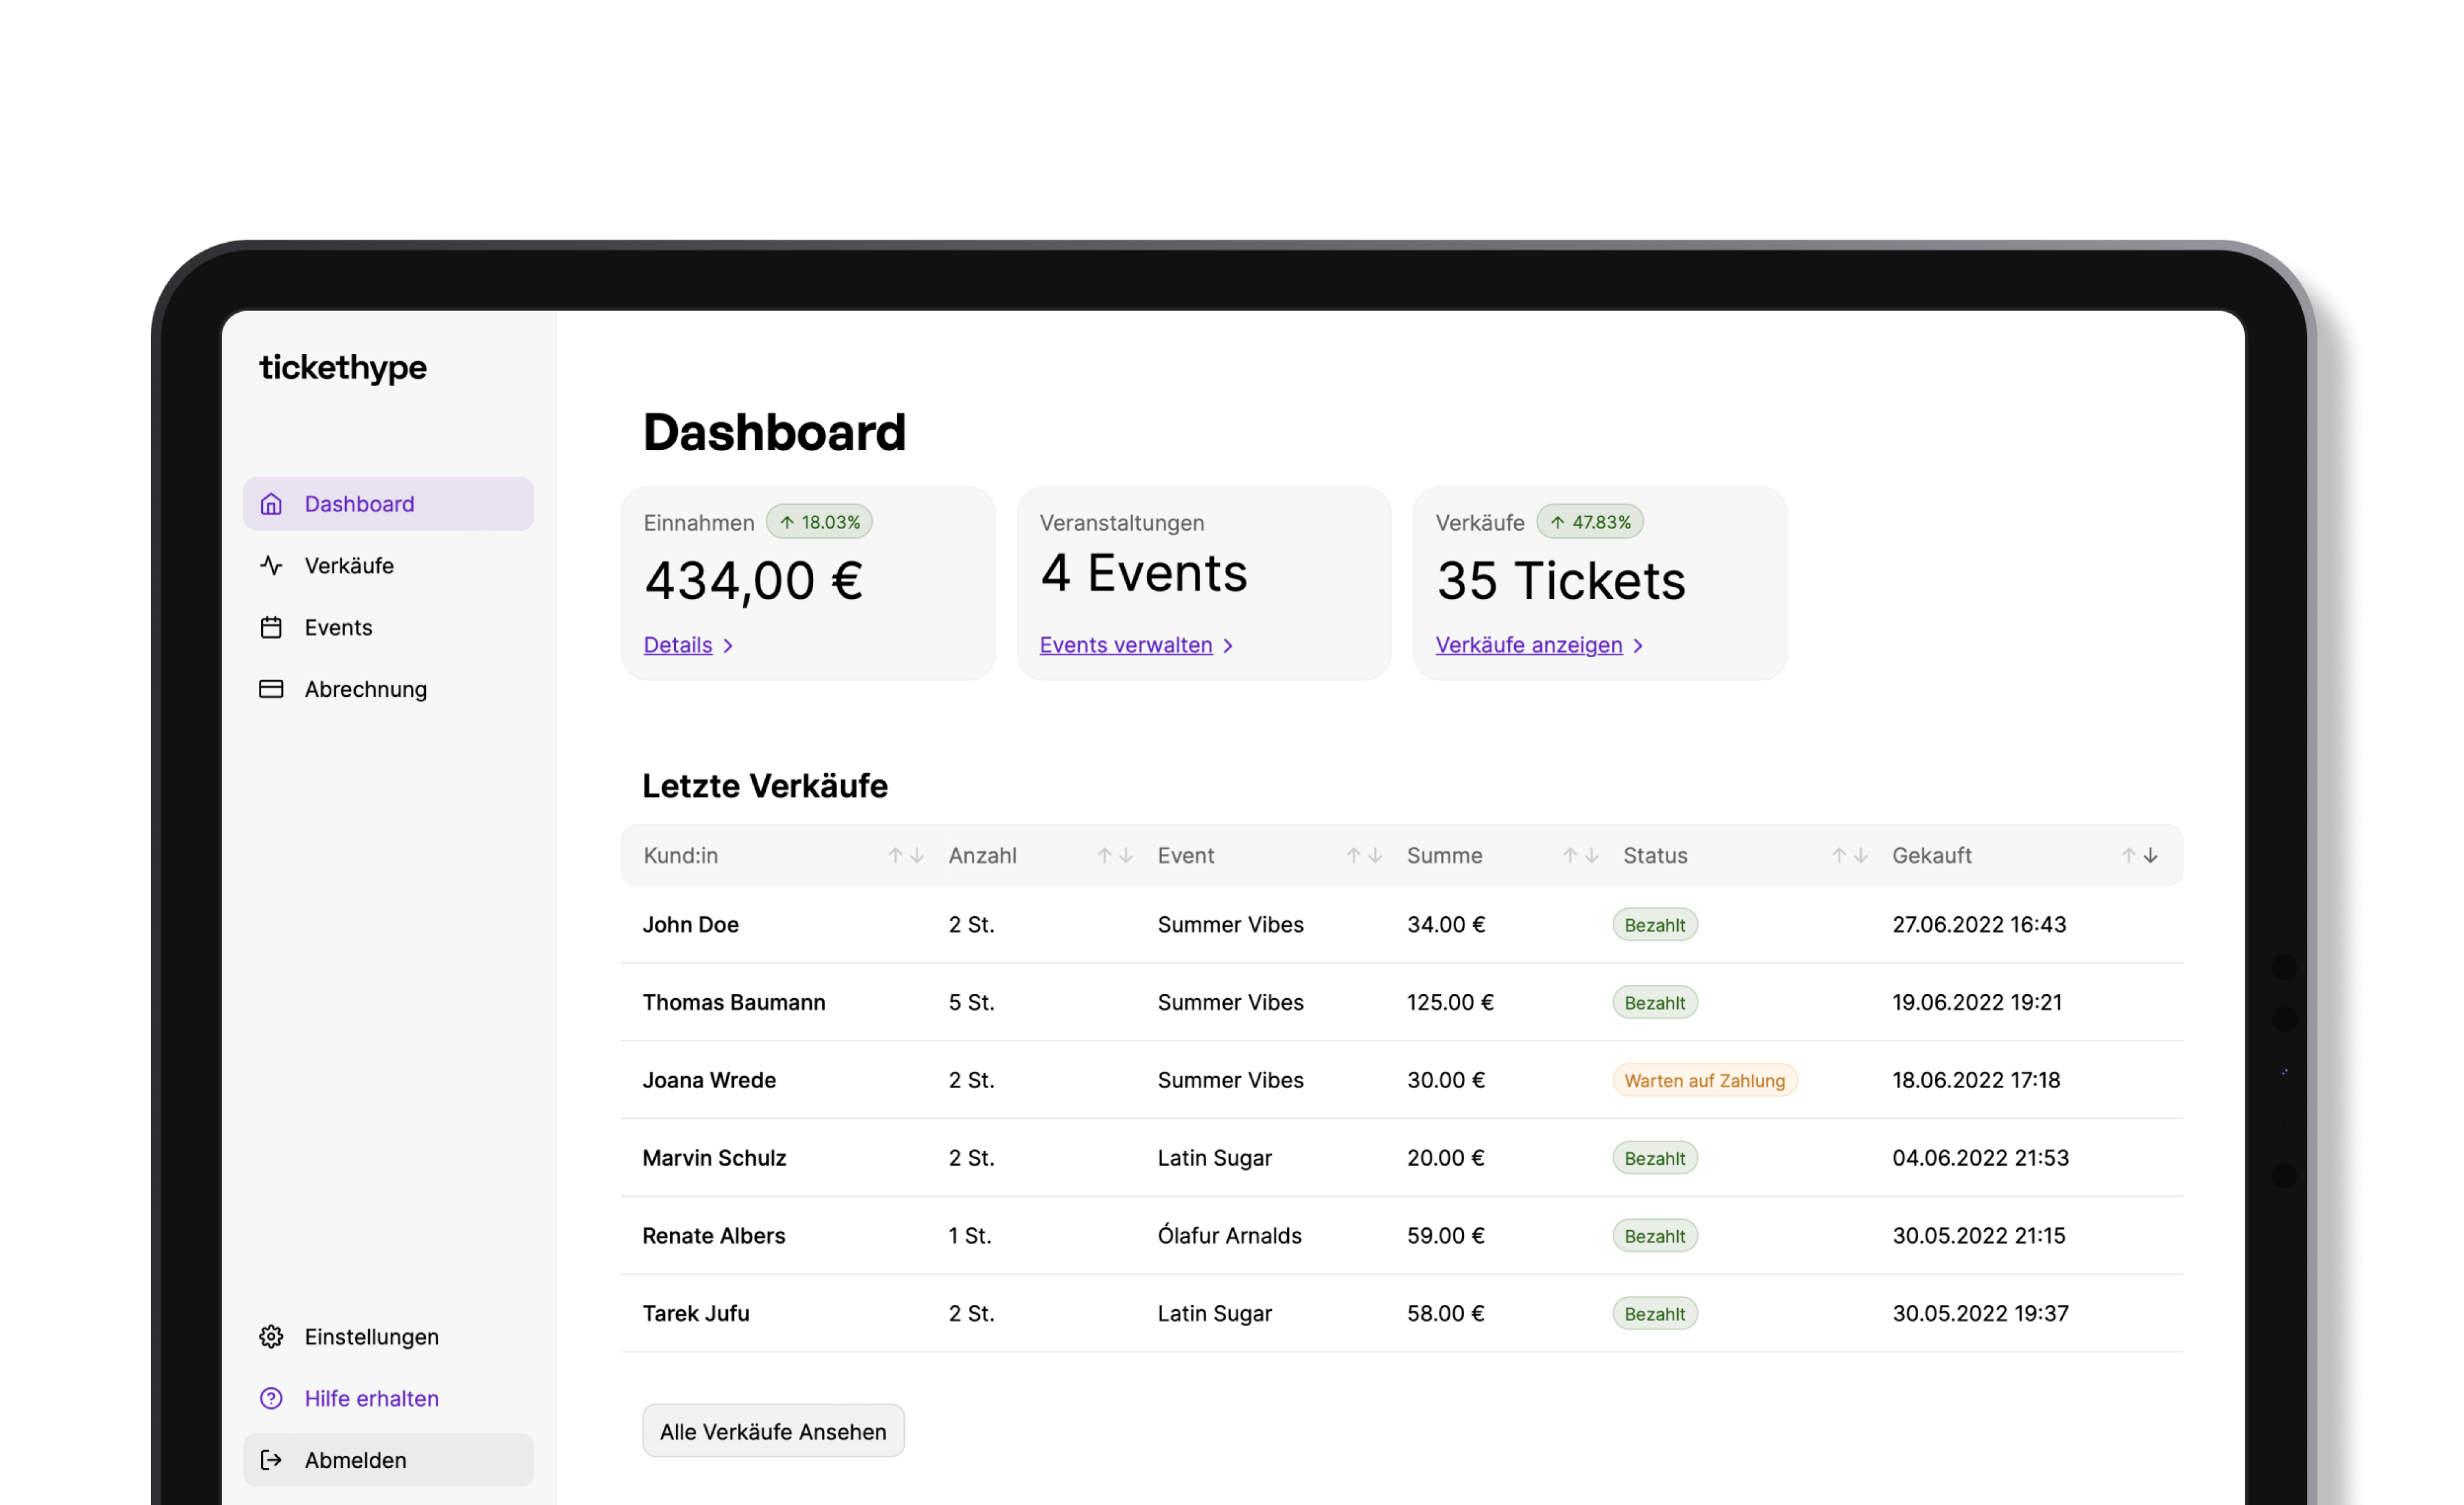 tickethype
Dashboard
Verkäufe
Events
Abrechnung
Einstellungen
Hilfe erhalten
Abmelden
Dashboard
Einnahmen ↑ 18.03%
434,00 €
Details >
Veranstaltungen
4 Events
Events verwalten >
Verkäufe ↑ 47.83%
35 Tickets
Verkäufe anzeigen >
Letzte Verkäufe
Kund:in ↑↓ Anzahl ↑↓ Event ↑↓ Summe ↑↓ Status ↑↓ Gekauft ↑↓
John Doe 2 St. Summer Vibes 34.00 € Bezahlt 27.06.2022 16:43
Thomas Baumann 5 St. Summer Vibes 125.00 € Bezahlt 19.06.2022 19:21
Joana Wrede 2 St. Summer Vibes 30.00 € Warten auf Zahlung 18.06.2022 17:18
Marvin Schulz 2 St. Latin Sugar 20.00 € Bezahlt 04.06.2022 21:53
Renate Albers 1 St. Ólafur Arnalds 59.00 € Bezahlt 30.05.2022 21:15
Tarek Jufu 2 St. Latin Sugar 58.00 € Bezahlt 30.05.2022 19:37
Alle Verkäufe Ansehen